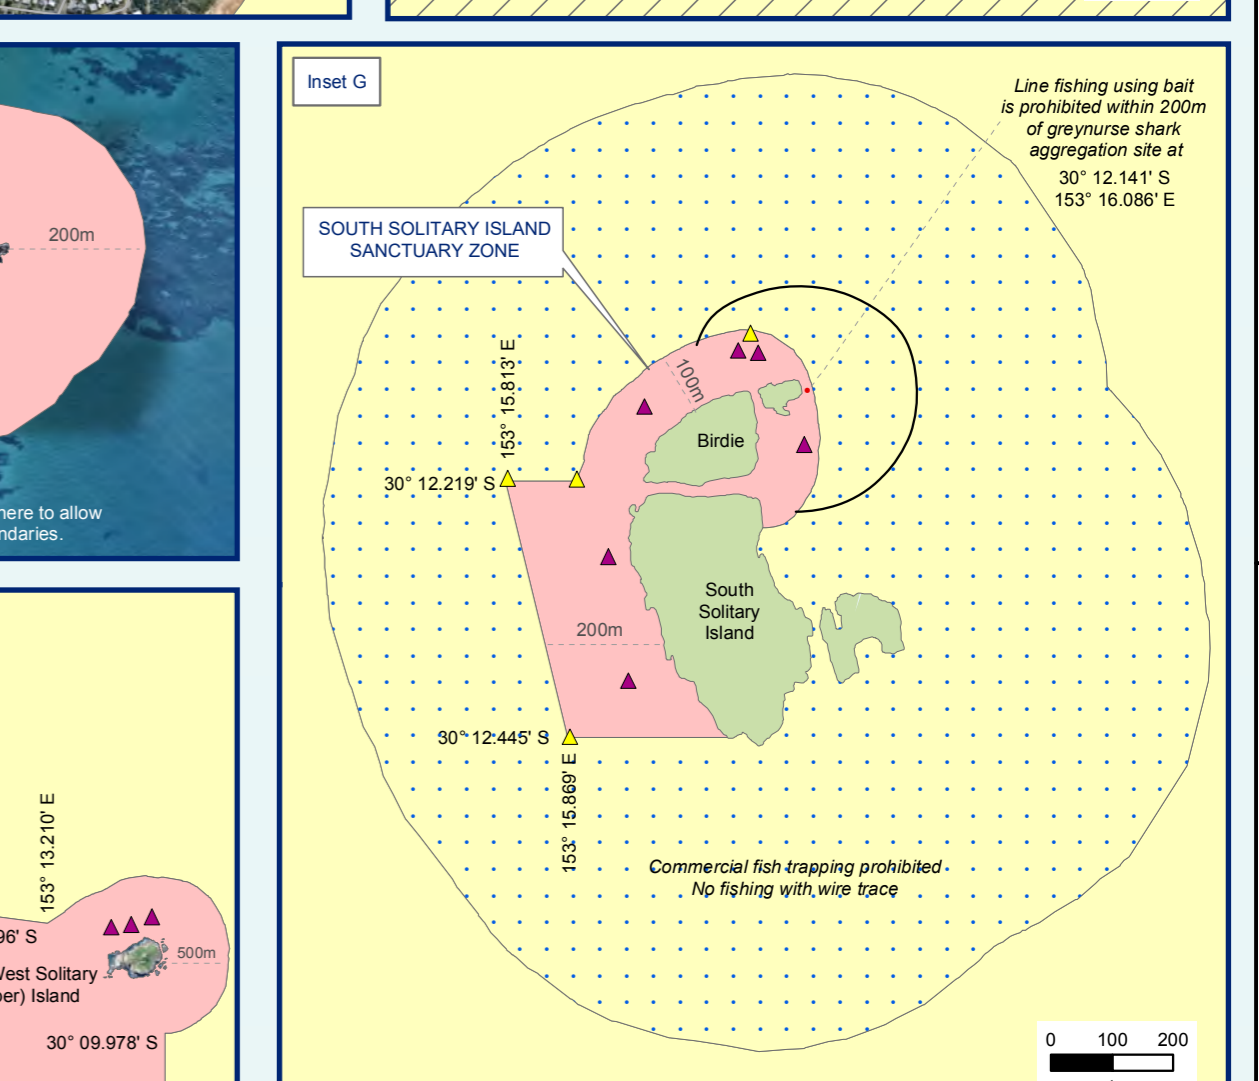 Inset G
Line fishing using bait
is prohibited within 200m
of greynurse shark
aggregation site at
30° 12.141' S
153° 16.086' E
SOUTH SOLITARY ISLAND
SANCTUARY ZONE
200m
153° 15.813' E
100m
Birdie
30° 12.219' S
here to allow
ndaries.
South
Solitary
Island
200m
30° 12.445' S
153° 15.869' E
Commercial fish trapping prohibited
No fishing with wire trace
153° 13.210' E
96' S
500m
West Solitary
per) Island
30° 09.978' S
0 100 200